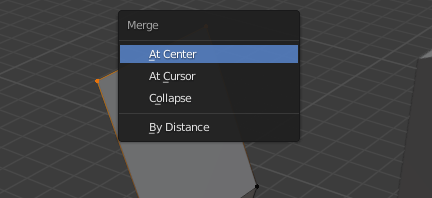 Merge
At Center
At Cursor
Collapse
By Distance